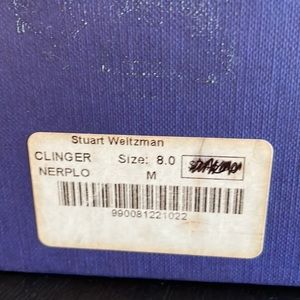 Stuart Weitzman
CLINGER Size: 8.0
NERPLO M
990081221022